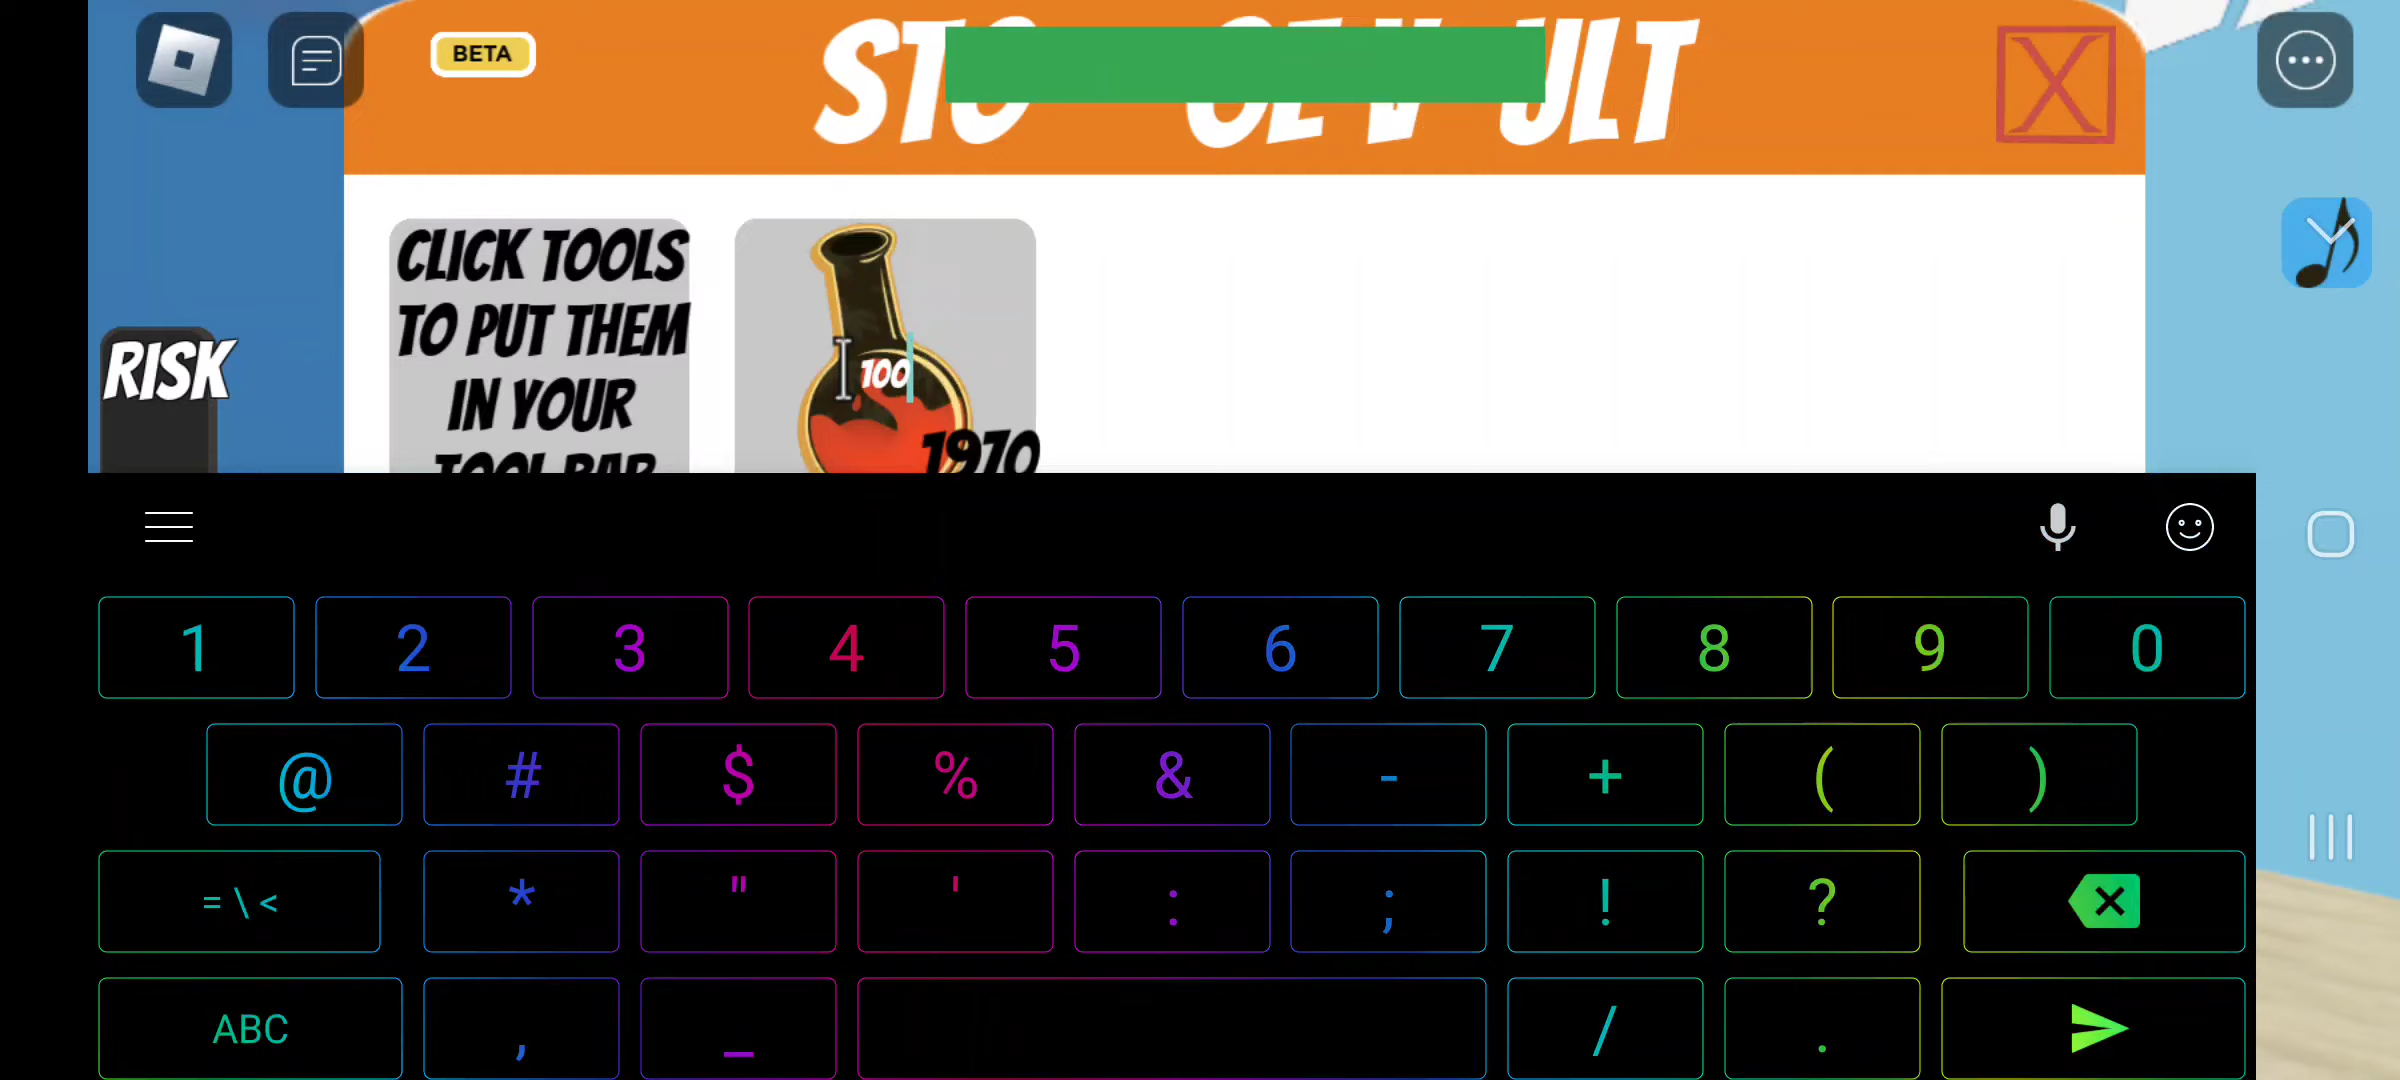 BETA
CLICK TOOLS
TO PUT THEM
IN YOUR
RISK
100
1970
1 2 3 4 5 6 7 8 9 0
@ # $ % & - + ( )
= \ < * " ' : ; ! ?
ABC , _ / .